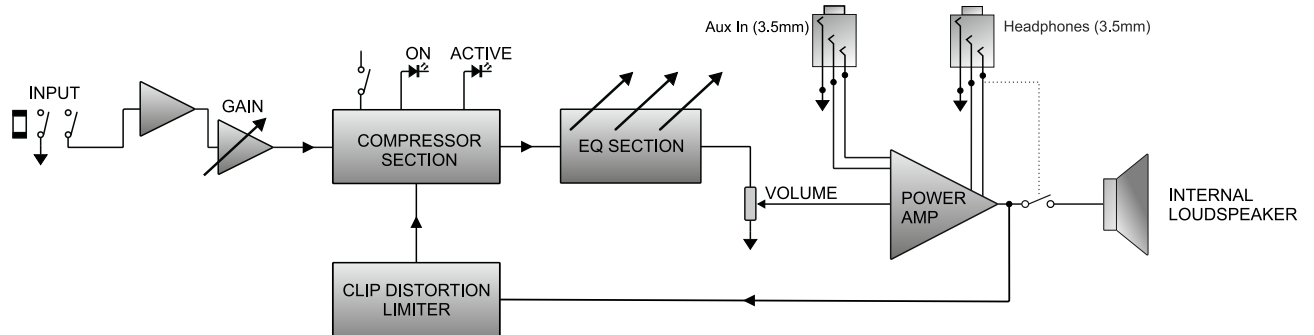 Aux In (3.5mm)
Headphones (3.5mm)
ON
ACTIVE
INPUT
GAIN
COMPRESSOR
SECTION
EQ SECTION
VOLUME
POWER
AMP
INTERNAL
LOUDSPEAKER
CLIP DISTORTION
LIMITER